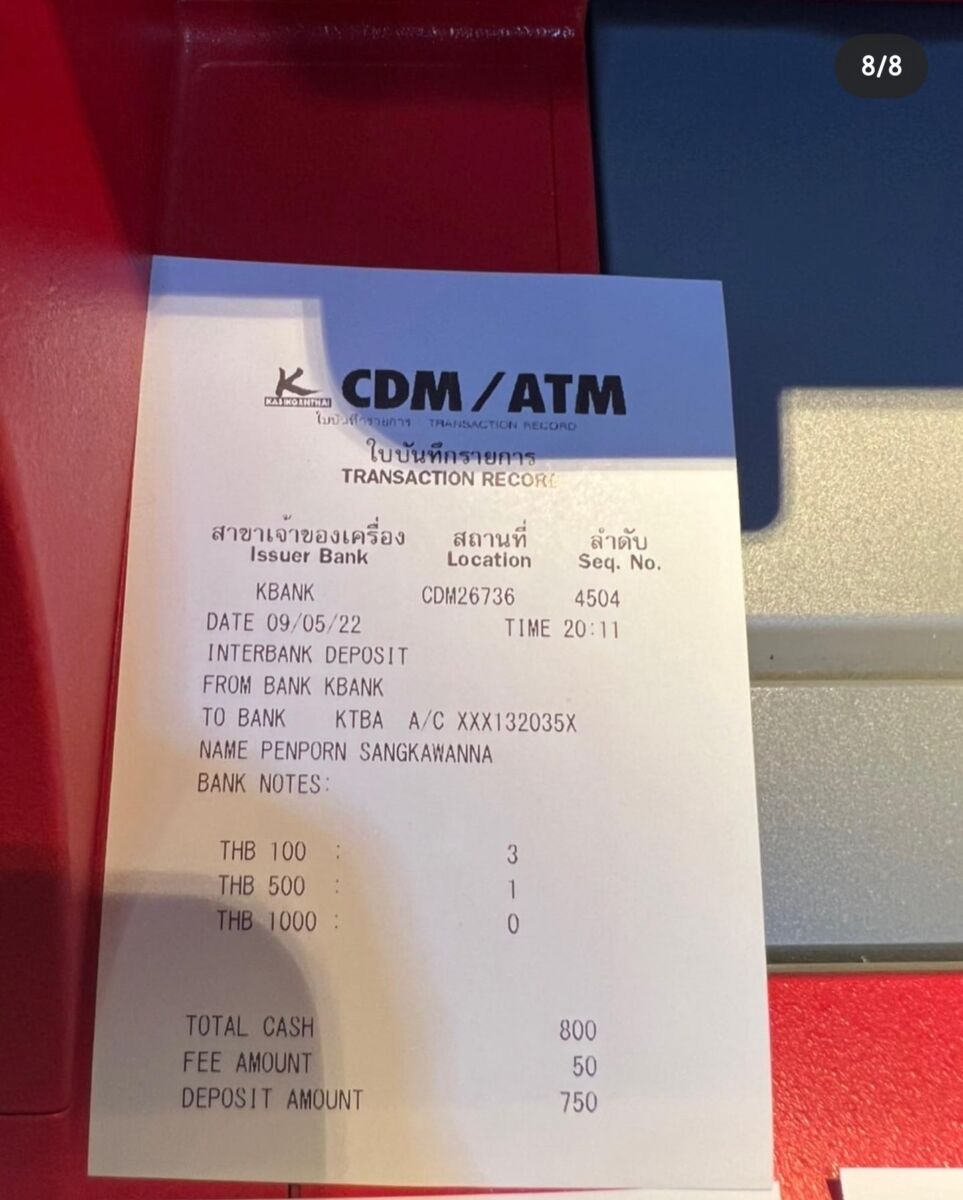 8/8
K CDM/ATM
KASIKORNTHAI
ใบบันทึกรายการ TRANSACTION RECORD
ใบบันทึกรายการ
TRANSACTION RECORD
สาขาเจ้าของเครื่อง สถานที่ ลำดับ
Issuer Bank Location Seq. No.
KBANK CDM26736 4504
DATE 09/05/22 TIME 20:11
INTERBANK DEPOSIT
FROM BANK KBANK
TO BANK KTBA A/C XXX132035X
NAME PENPORN SANGKAWANNA
BANK NOTES:
THB 100 : 3
THB 500 : 1
THB 1000 : 0
TOTAL CASH 800
FEE AMOUNT 50
DEPOSIT AMOUNT 750